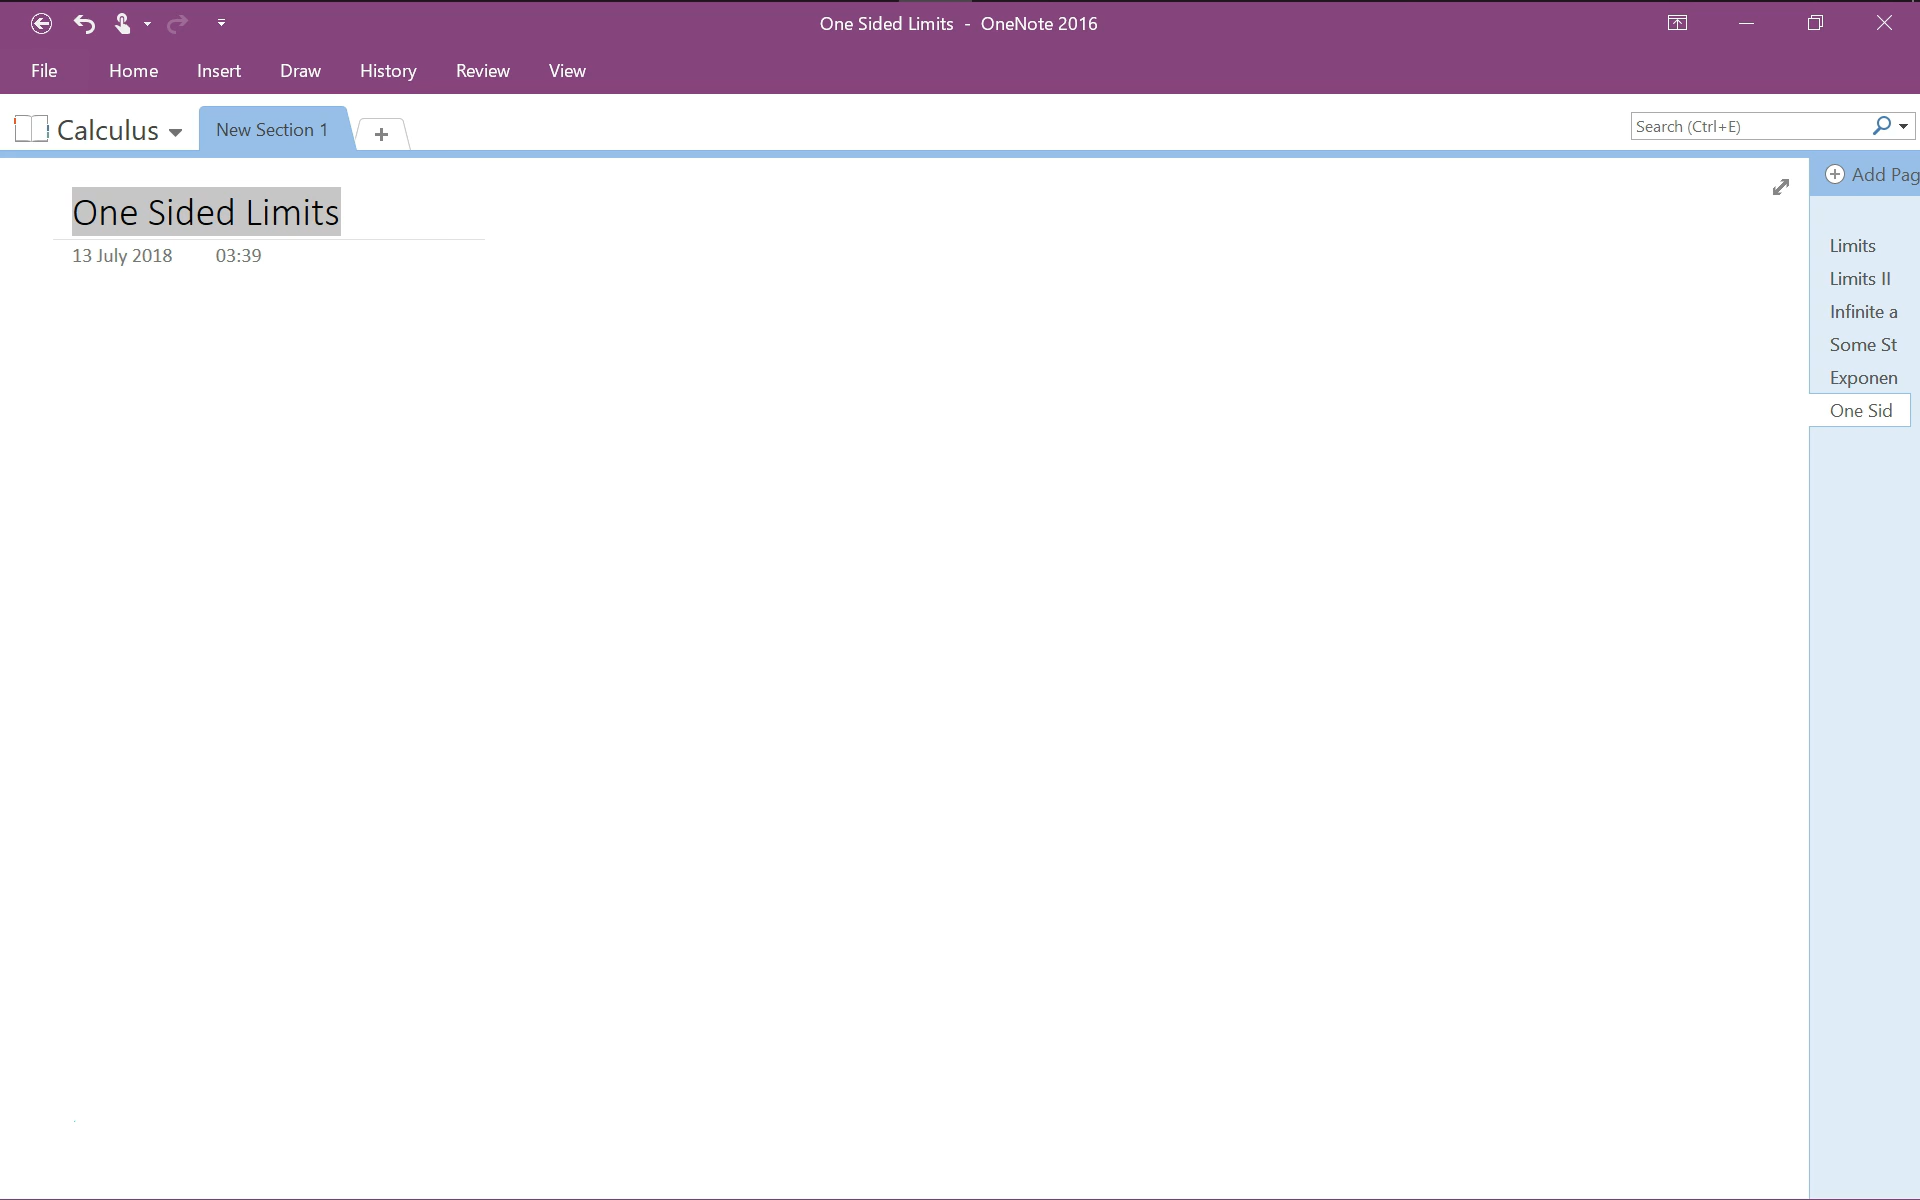 One Sided Limits - OneNote 2016
File Home Insert Draw History Review View
Calculus New Section 1 +
Search (Ctrl+E)
Add Pag
One Sided Limits
13 July 2018 03:39
Limits
Limits II
Infinite a
Some St
Exponen
One Sid